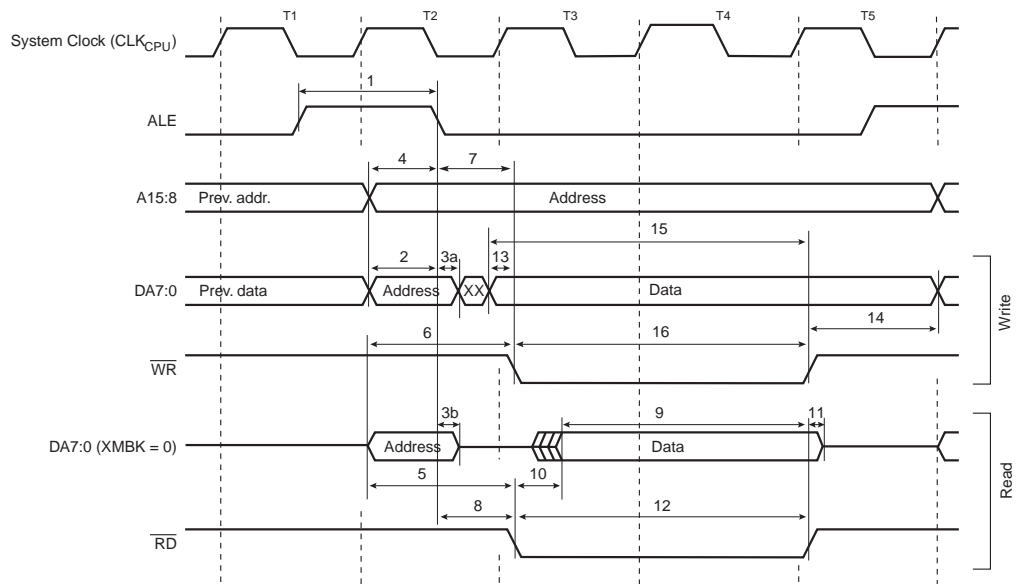 T1 T2 T3 T4 T5
System Clock (CLKCPU)
1
ALE
4 7
A15:8 Prev. addr. Address
15
2 3a 13
DA7:0 Prev. data Address XX Data
14
6 16
WR
Write
3b 9 11
DA7:0 (XMBK = 0) Address Data
5 10
8 12
RD
Read